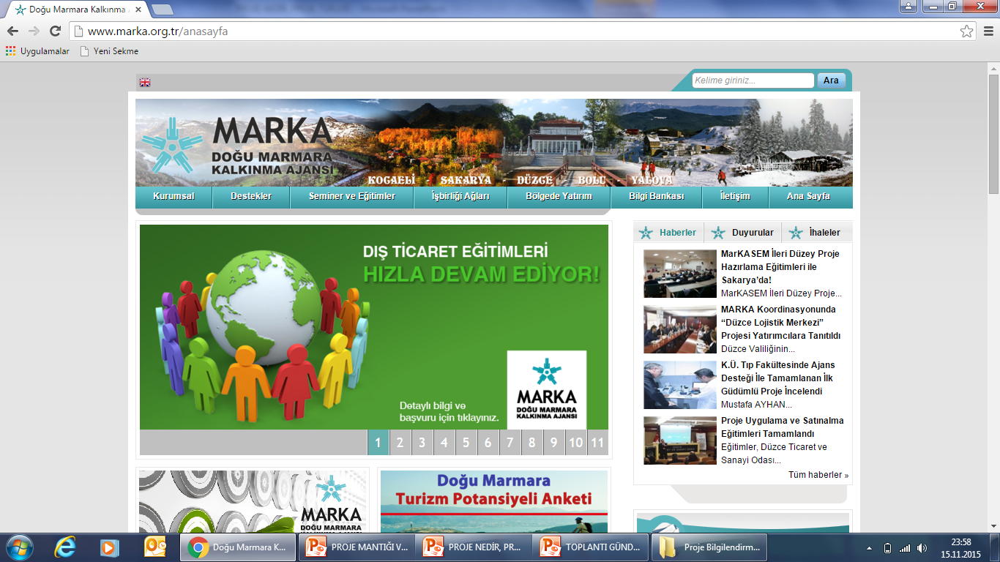 Doğu Marmara Kalkınma
www.marka.org.tr/anasayfa
Uygulamalar
Yeni Sekme
Kelime giriniz...
Ara
MARKA
DOĞU MARMARA
KALKINMA AJANSI
KOCAELİ - SAKARYA - DÜZCE - BOLU - YALOVA
Kurumsal
Destekler
Seminer ve Eğitimler
İşbirliği Ağları
Bölgede Yatırım
Bilgi Bankası
İletişim
Ana Sayfa
DIŞ TİCARET EĞİTİMLERİ
HIZLA DEVAM EDİYOR!
Detaylı bilgi ve
başvuru için tıklayınız.
MARKA
DOĞU MARMARA
KALKINMA AJANSI
1 2 3 4 5 6 7 8 9 10 11
Haberler
Duyurular
İhaleler
MarKASEM İleri Düzey Proje
Hazırlama Eğitimleri ile
Sakarya'da!
MarKASEM İleri Düzey Proje...
MARKA Koordinasyonunda
“Düzce Lojistik Merkezi”
Projesi Yatırımcılara Tanıtıldı
Düzce Valiliğinin...
K.Ü. Tıp Fakültesinde Ajans
Desteği İle Tamamlanan İlk
Güdümlü Proje İncelendi
Mustafa AYHAN...
Proje Uygulama ve Satınalma
Eğitimleri Tamamlandı
Eğitimler, Düzce Ticaret ve
Sanayi Odası...
Tüm haberler »
MARKA
DOĞU MARMARA
KALKINMA AJANSI
Doğu Marmara
Turizm Potansiyeli Anketi
Doğu Marmara K...
PROJE MANTIĞI V...
PROJE NEDİR, PR...
TOPLANTI GÜND...
Proje Bilgilendirm...
23:58
15.11.2015